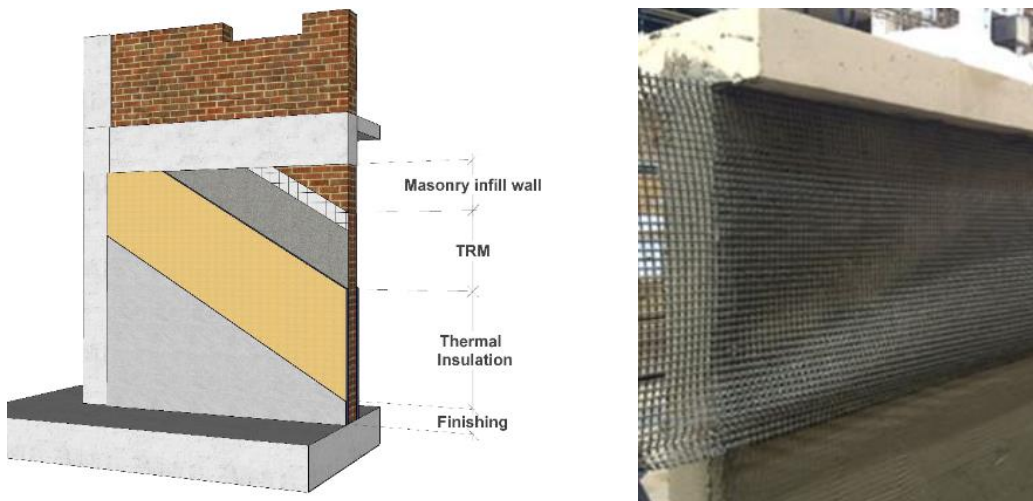 Masonry infill wall
TRM
Thermal
Insulation
Finishing